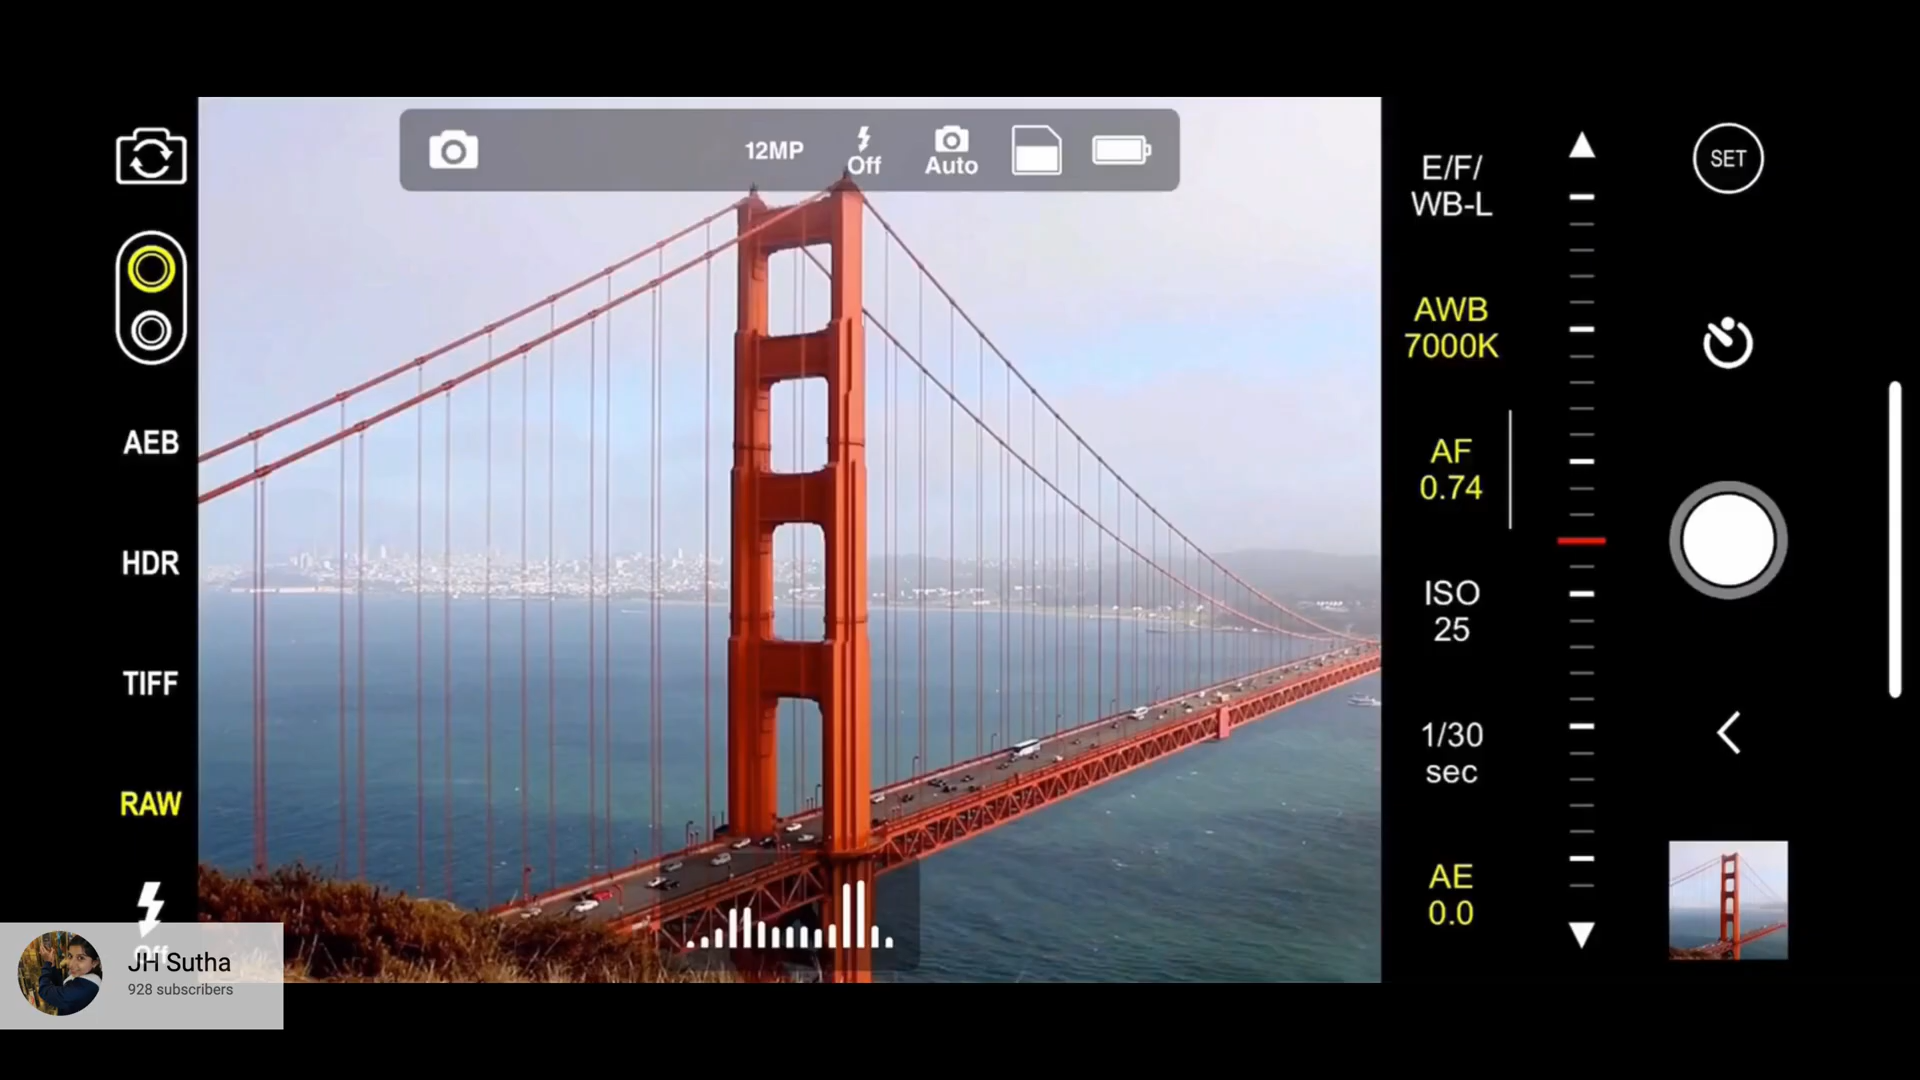 12MP
Off
Auto
AEB
HDR
TIFF
RAW
Off
E/F/
WB-L
AWB
7000K
AF
0.74
ISO
25
1/30
sec
AE
0.0
SET
JH Sutha
928 subscribers